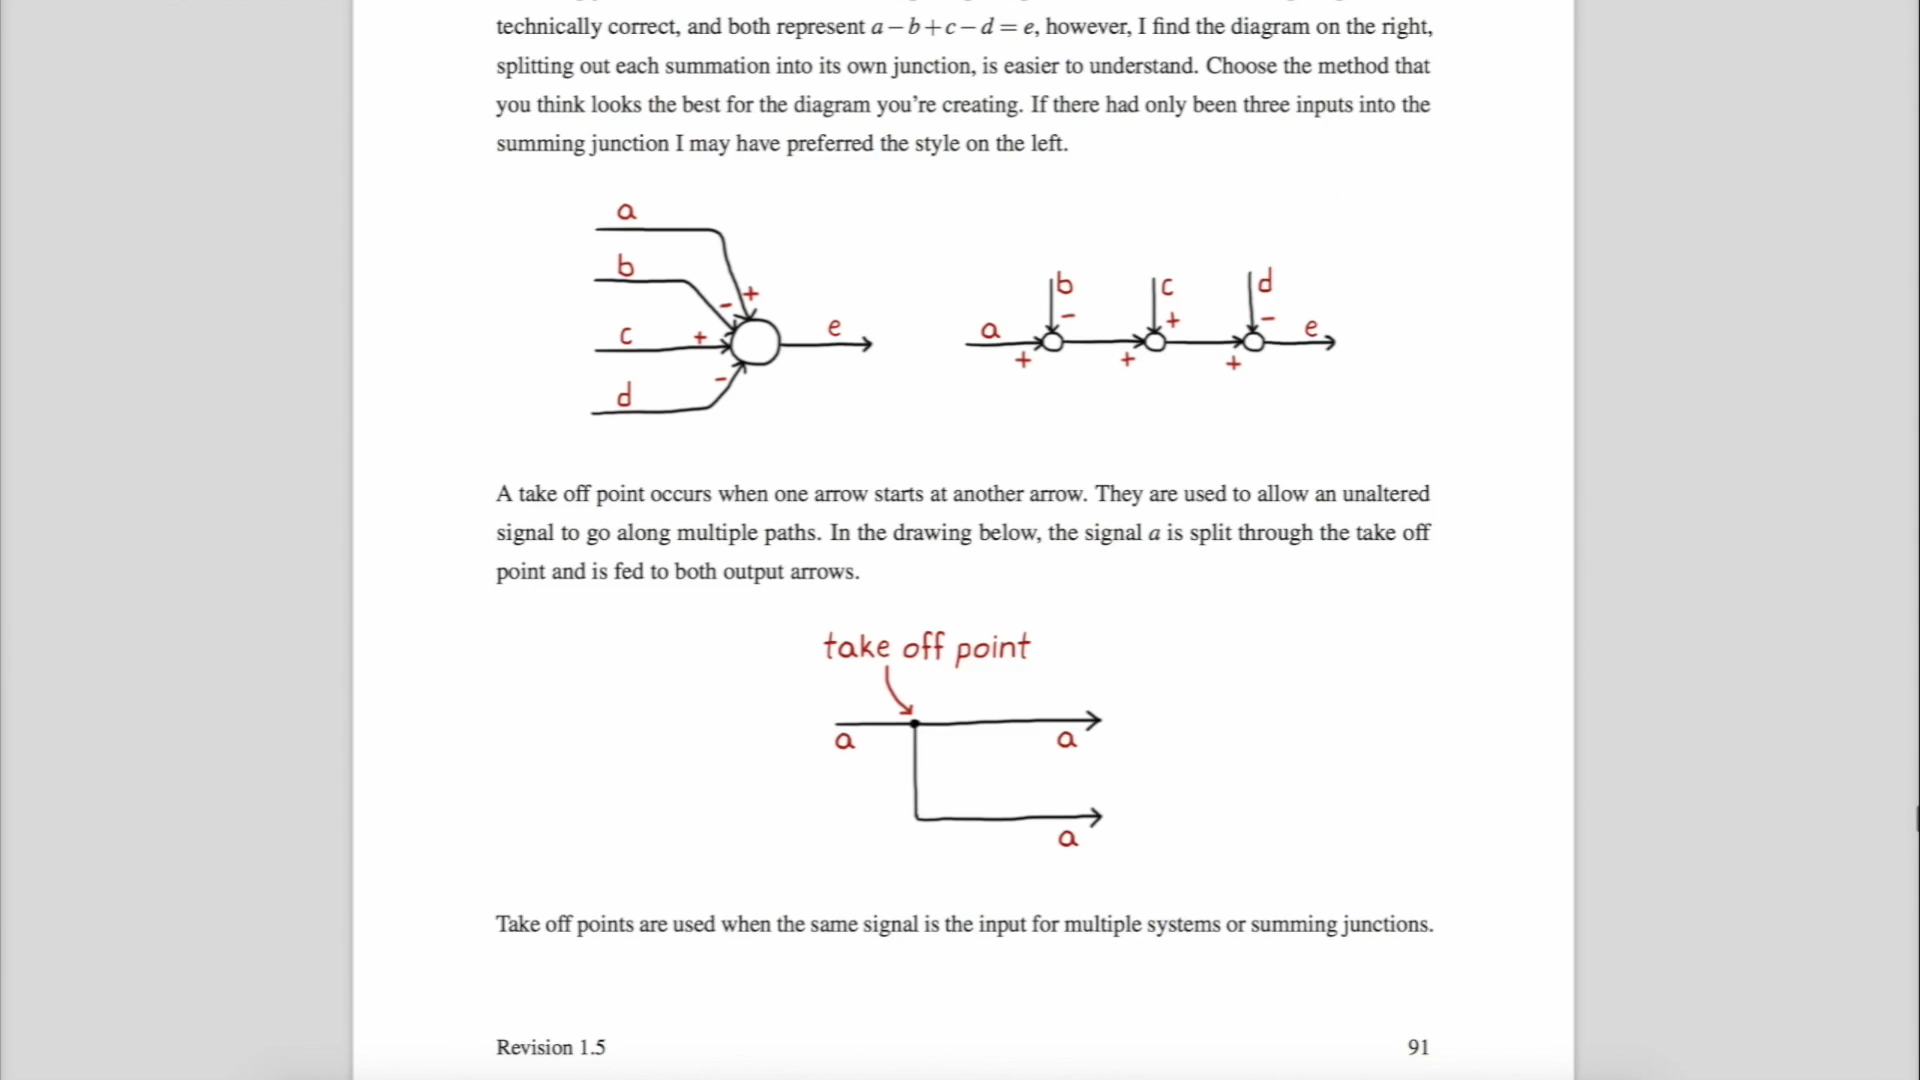 technically correct, and both represent a − b + c − d = e, however, I find the diagram on the right,
splitting out each summation into its own junction, is easier to understand. Choose the method that
you think looks the best for the diagram you’re creating. If there had only been three inputs into the
summing junction I may have preferred the style on the left.
a
b
- +
c +
e
d -
a +
b -
+
c +
+
d -
e
A take off point occurs when one arrow starts at another arrow. They are used to allow an unaltered
signal to go along multiple paths. In the drawing below, the signal a is split through the take off
point and is fed to both output arrows.
take off point
a a
a
Take off points are used when the same signal is the input for multiple systems or summing junctions.
Revision 1.5 91